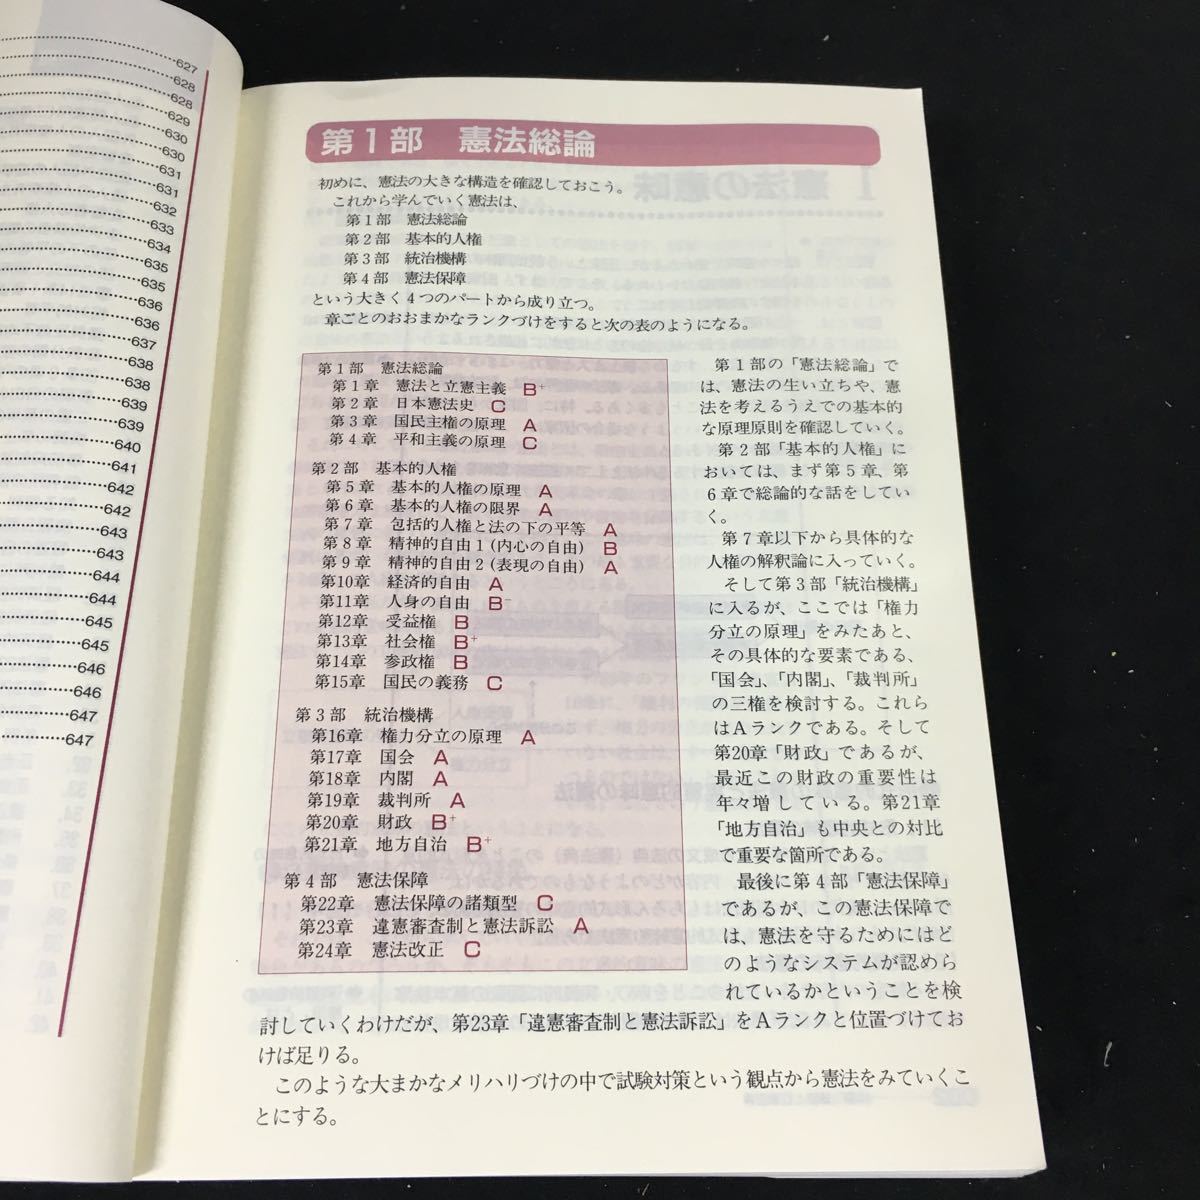 627
628
628
629
630
630
631
631
632
633
634
635
635
636
636
637
638
638
639
639
640
641
642
642
643
643
644
644
645
645
646
646
647
647
第1部 憲法総論
初めに、憲法の大きな構造を確認しておこう。
これから学んでいく憲法は、
第1部 憲法総論
第2部 基本的人権
第3部 統治機構
第4部 憲法保障
という大きく4つのパートから成り立つ。
章ごとのおおまかなランクづけをすると次の表のようになる。
第1部 憲法総論
第1章 憲法と立憲主義 B⁺
第2章 日本憲法史 C
第3章 国民主権の原理 A
第4章 平和主義の原理 C
第2部 基本的人権
第5章 基本的人権の原理 A
第6章 基本的人権の限界 A
第7章 包括的人権と法の下の平等 A
第8章 精神的自由1(内心の自由) B
第9章 精神的自由2(表現の自由) A
第10章 経済的自由 A
第11章 人身の自由 B⁻
第12章 受益権 B
第13章 社会権 B⁺
第14章 参政権 B
第15章 国民の義務 C
第3部 統治機構
第16章 権力分立の原理 A
第17章 国会 A
第18章 内閣 A
第19章 裁判所 A
第20章 財政 B⁺
第21章 地方自治 B⁺
第4部 憲法保障
第22章 憲法保障の諸類型 C
第23章 違憲審査制と憲法訴訟 A
第24章 憲法改正 C
第1部の「憲法総論」で
は、憲法の生い立ちや、憲
法を考えるうえでの基本的
な原理原則を確認していく。
第2部「基本的人権」に
おいては、まず第5章、第
6章で総論的な話をしてい
く。
第7章以下から具体的な
人権の解釈論に入っていく。
そして第3部「統治機構」
に入るが、ここでは「権力
分立の原理」をみたあと、
その具体的な要素である、
「国会」、「内閣」、「裁判所」
の三権を検討する。これら
はAランクである。そして
第20章「財政」であるが、
最近この財政の重要性は
年々増している。第21章
「地方自治」も中央との対比
で重要な箇所である。
最後に第4部「憲法保障」
であるが、この憲法保障で
は、憲法を守るためにはど
のようなシステムが認めら
れているかということを検
討していくわけだが、第23章「違憲審査制と憲法訴訟」をAランクと位置づけてお
けば足りる。
このような大まかなメリハリづけの中で試験対策という観点から憲法をみていくこ
とにする。